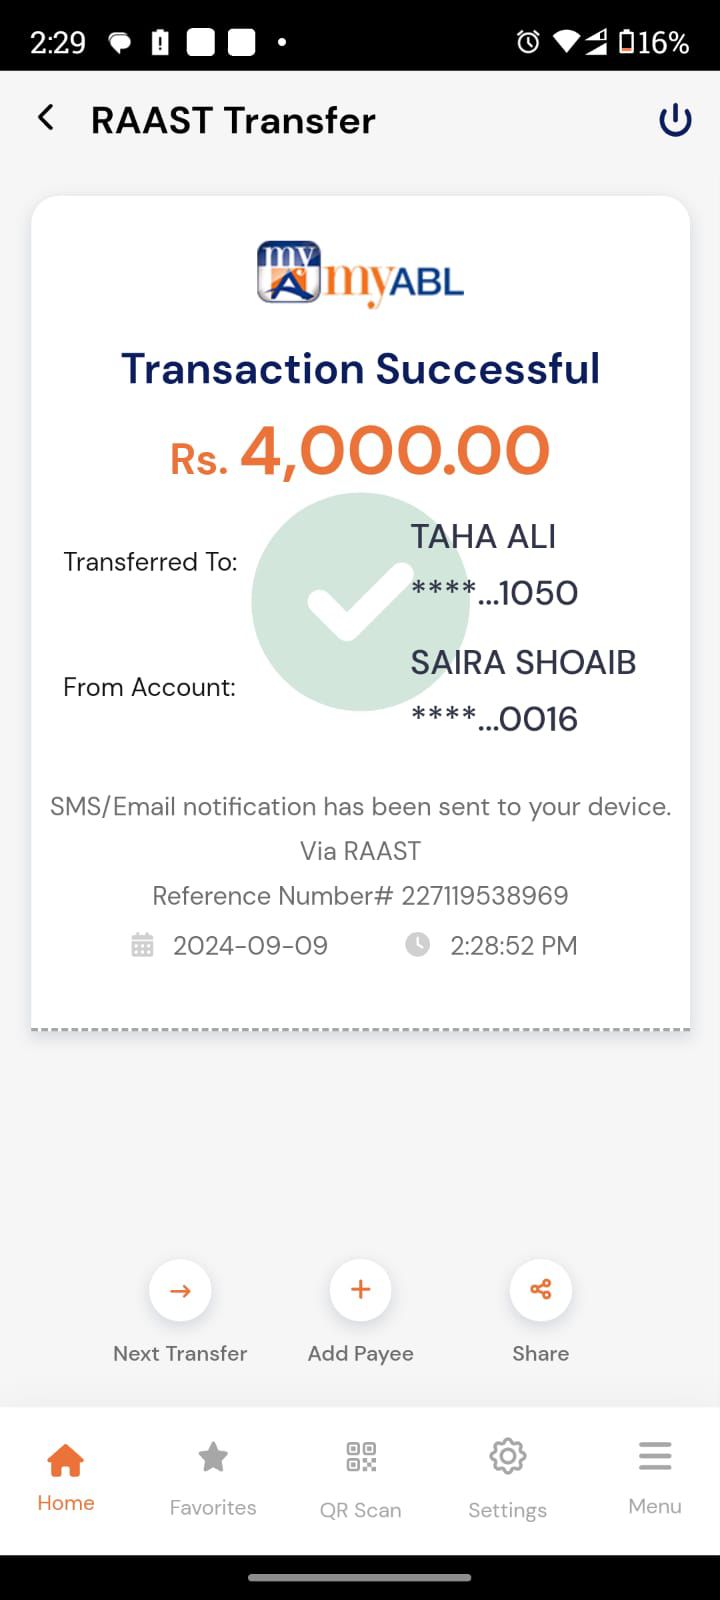 2:29
16%
RAAST Transfer
my
myABL
Transaction Successful
Rs. 4,000.00
Transferred To:
TAHA ALI
****...1050
From Account:
SAIRA SHOAIB
****...0016
SMS/Email notification has been sent to your device.
Via RAAST
Reference Number# 227119538969
2024-09-09 2:28:52 PM
Next Transfer Add Payee Share
Home Favorites QR Scan Settings Menu